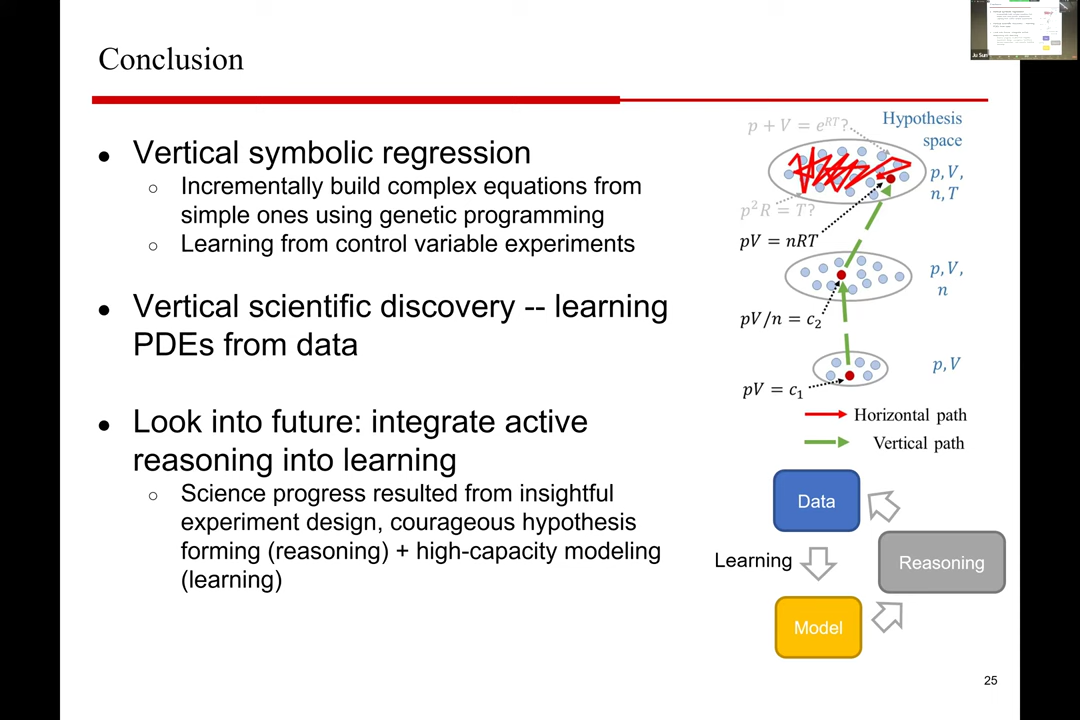 Conclusion
● Vertical symbolic regression
○ Incrementally build complex equations from
simple ones using genetic programming
○ Learning from control variable experiments
● Vertical scientific discovery -- learning
PDEs from data
● Look into future: integrate active
reasoning into learning
○ Science progress resulted from insightful
experiment design, courageous hypothesis
forming (reasoning) + high-capacity modeling
(learning)
p + V = e^{RT}?
Hypothesis
space
p, V,
n, T
p²R = T?
pV = nRT
p, V,
n
pV/n = c₂
p, V
pV = c₁
Horizontal path
Vertical path
Data
Learning
Reasoning
Model
25
Ju Sun